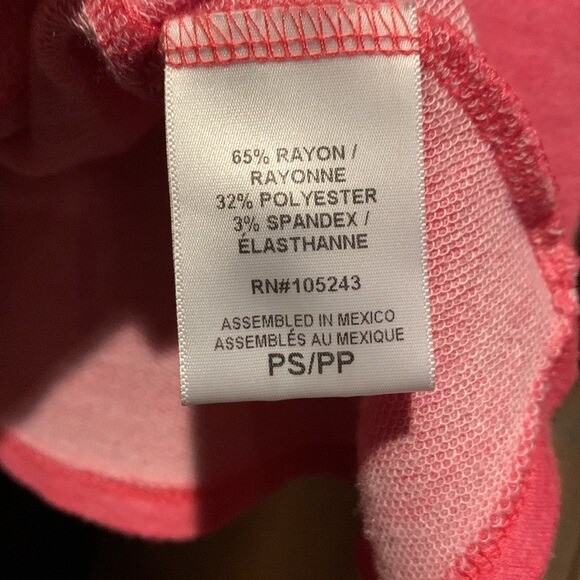 65% RAYON /
RAYONNE
32% POLYESTER
3% SPANDEX /
ÉLASTHANNE
RN#105243
ASSEMBLED IN MEXICO
ASSEMBLÉS AU MEXIQUE
PS/PP